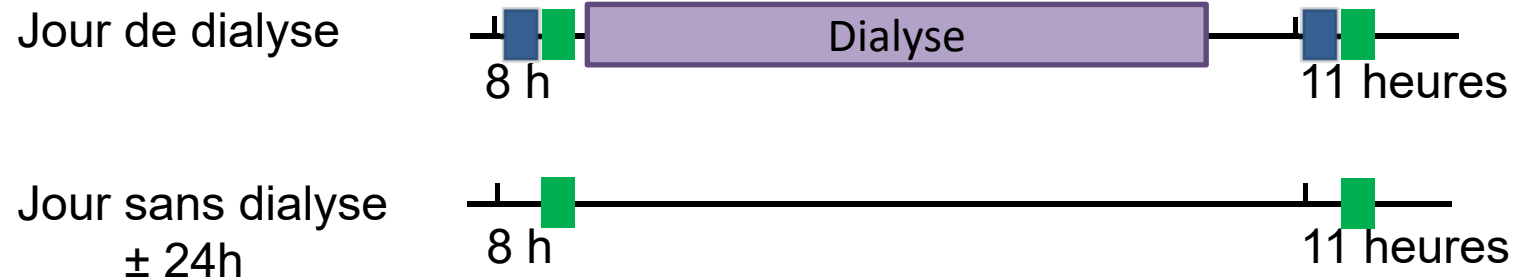 Jour de dialyse
Dialyse
8 h
11 heures
Jour sans dialyse
± 24h
8 h
11 heures